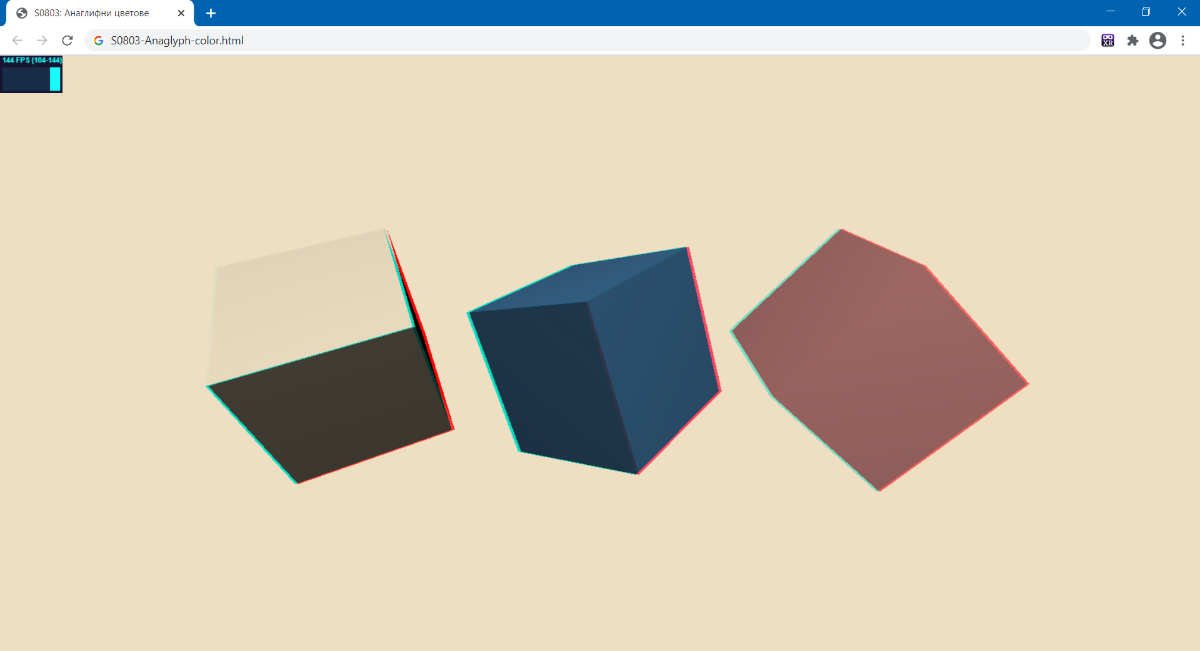 S0803: Анаглифни цветове
S0803-Anaglyph-color.html
144 FPS (104-144)